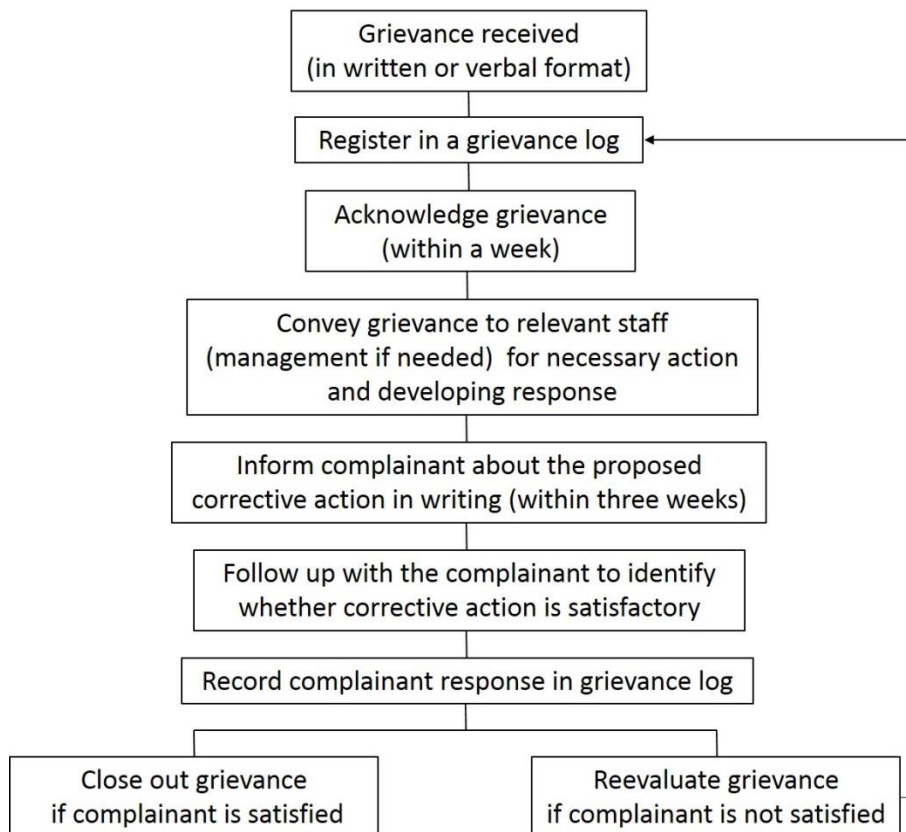 Grievance received
(in written or verbal format)
Register in a grievance log
Acknowledge grievance
(within a week)
Convey grievance to relevant staff
(management if needed)  for necessary action
and developing response
Inform complainant about the proposed
corrective action in writing (within three weeks)
Follow up with the complainant to identify
whether corrective action is satisfactory
Record complainant response in grievance log
Close out grievance
if complainant is satisfied
Reevaluate grievance
if complainant is not satisfied